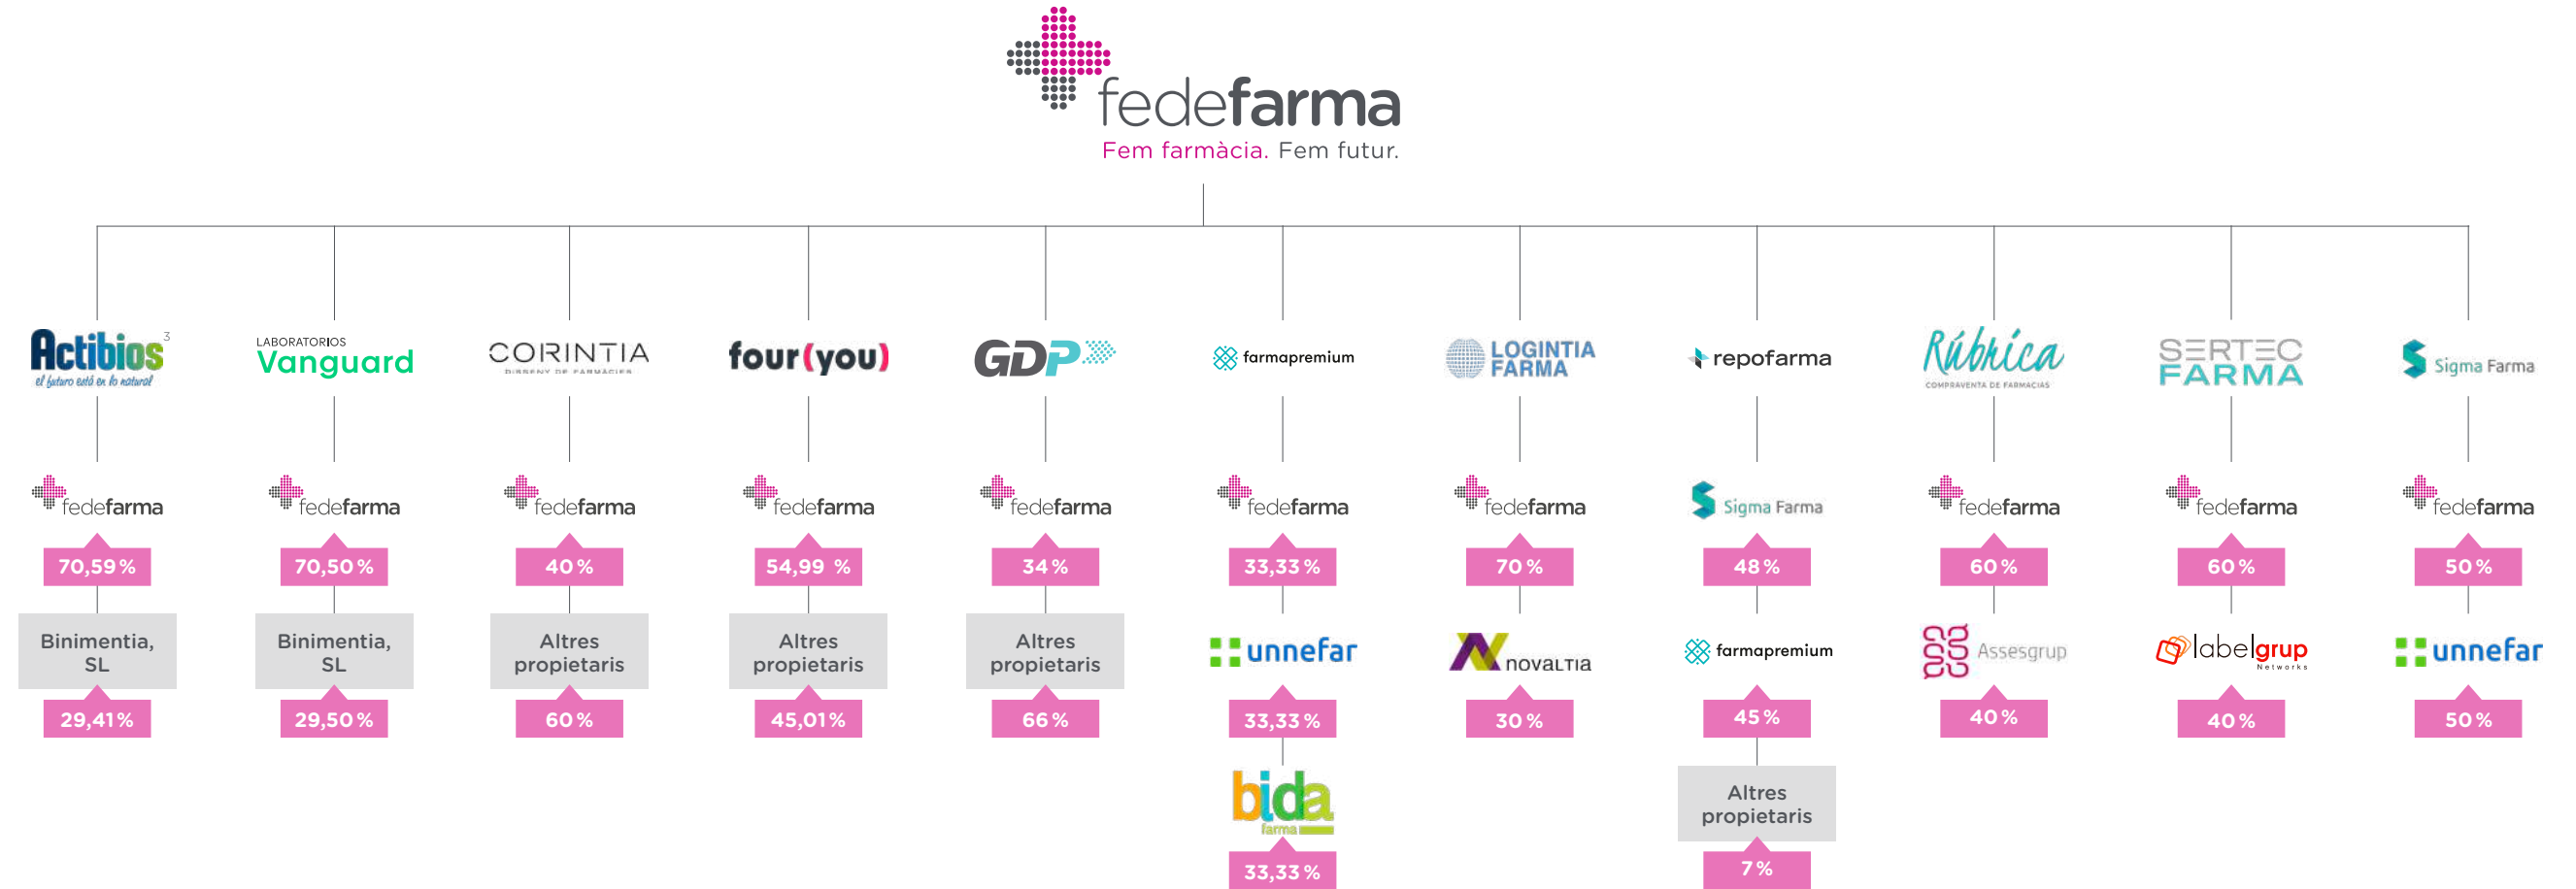 fedefarma
Fem farmàcia. Fem futur.
Actibios 3
el futuro está en lo natural
LABORATORIOS
Vanguard
CORINTIA
DISSENY DE FARMÀCIES
four(you)
GDP
farmapremium
LOGINTIA
FARMA
repofarma
Rúbrica
COMPRAVENTA DE FARMACIAS
SERTEC
FARMA
Sigma Farma
fedefarma
fedefarma
fedefarma
fedefarma
fedefarma
fedefarma
fedefarma
Sigma Farma
fedefarma
fedefarma
fedefarma
70,59%
70,50%
40%
54,99 %
34%
33,33%
70%
48%
60%
60%
50%
Binimentia,
SL
Binimentia,
SL
Altres
propietaris
Altres
propietaris
Altres
propietaris
unnefar
novaltia
farmapremium
Assesgrup
labelgrup
Networks
unnefar
29,41%
29,50%
60%
45,01%
66%
33,33%
30%
45%
40%
40%
50%
bida
farma
Altres
propietaris
33,33%
7%